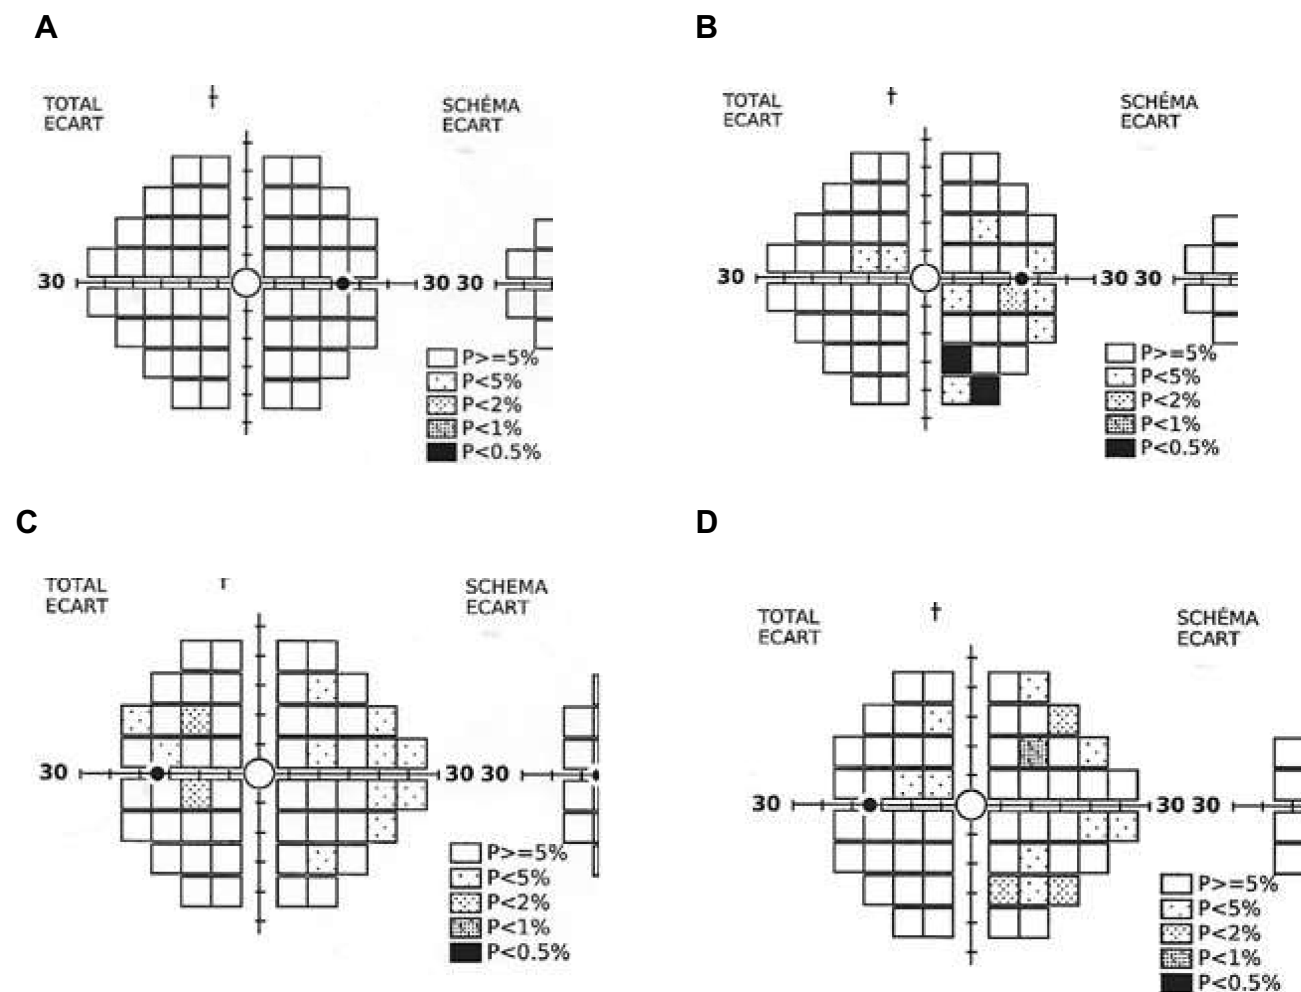 A
B
TOTAL
ECART
†
SCHÉMA
ECART
30
30 30
P>=5%
P<5%
P<2%
P<1%
P<0.5%
TOTAL
ECART
†
SCHÉMA
ECART
30
30 30
P>=5%
P<5%
P<2%
P<1%
P<0.5%
C
D
TOTAL
ECART
SCHEMA
ECART
30
30 30
P>=5%
P<5%
P<2%
P<1%
P<0.5%
TOTAL
ECART
†
SCHÉMA
ECART
30
30 30
P>=5%
P<5%
P<2%
P<1%
P<0.5%